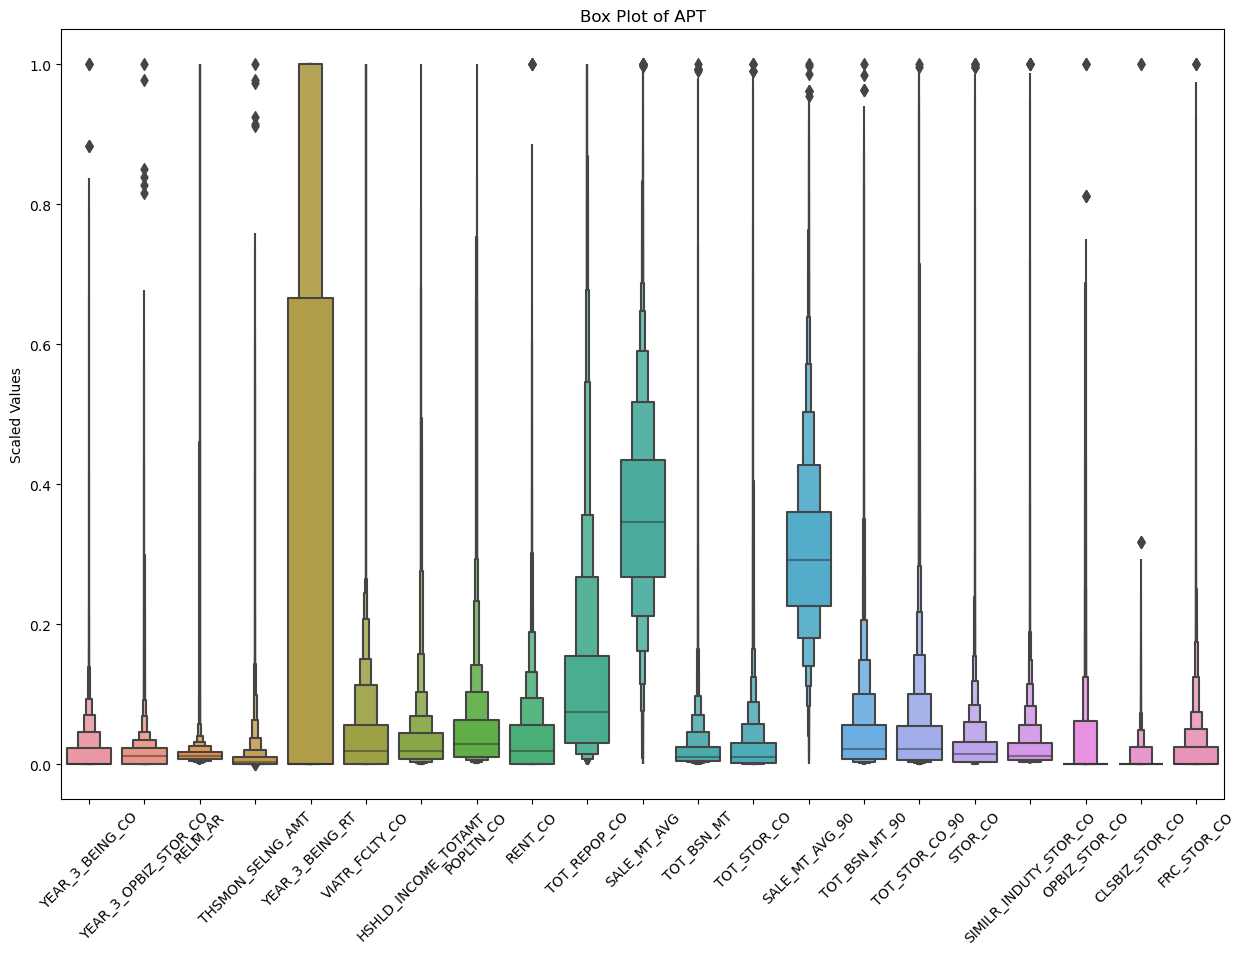 Box Plot of APT
1.0
0.8
0.6
0.4
0.2
0.0
Scaled Values
YEAR_3_BEING_CO
YEAR_3_OPBIZ_STOR_CO
RELM_AR
THSMON_SELNG_AMT
YEAR_3_BEING_RT
VIATR_FCLTY_CO
HSHLD_INCOME_TOTAMT
POPLTN_CO
RENT_CO
TOT_REPOP_CO
SALE_MT_AVG
TOT_BSN_MT
TOT_STOR_CO
SALE_MT_AVG_90
TOT_BSN_MT_90
TOT_STOR_CO_90
STOR_CO
SIMILR_INDUTY_STOR_CO
OPBIZ_STOR_CO
CLSBIZ_STOR_CO
FRC_STOR_CO